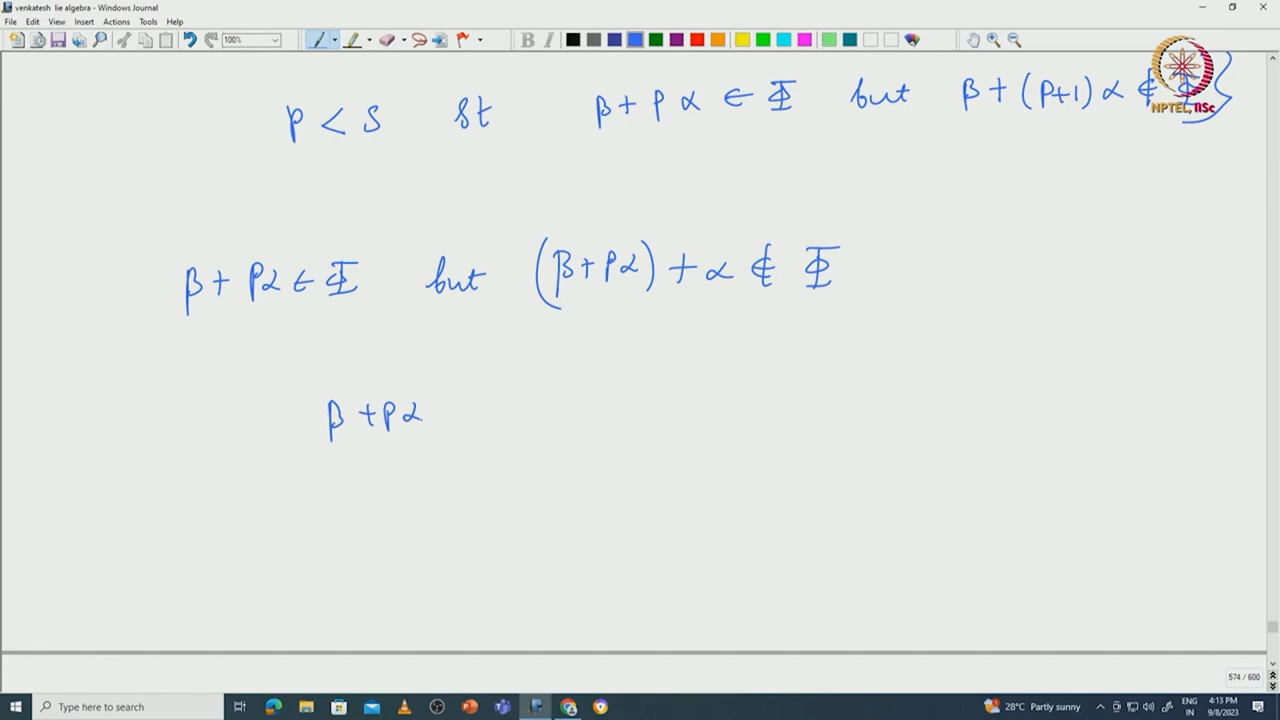 venkatesh lie algebra - Windows Journal
File Edit View Insert Actions Tools Help
100% B I
p < s st β + p α ∈ Φ but β + (p+1) α ∉ Φ
NPTEL, IISc
β + pα ∈ Φ but (β + pα) + α ∉ Φ
β + pα
574 / 600
Type here to search 28°C Partly sunny ENG IN 4:13 PM 9/8/2023